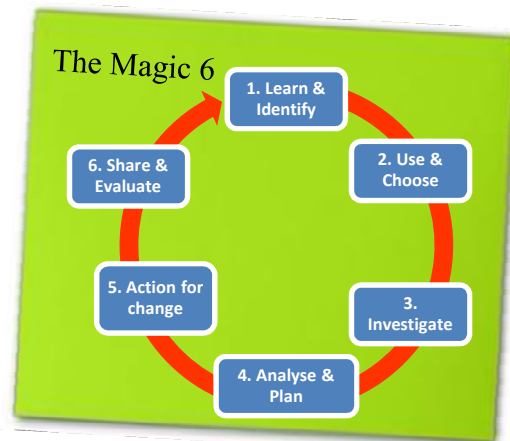 The Magic 6
1. Learn &
Identify
2. Use &
Choose
3.
Investigate
4. Analyse &
Plan
5. Action for
change
6. Share &
Evaluate